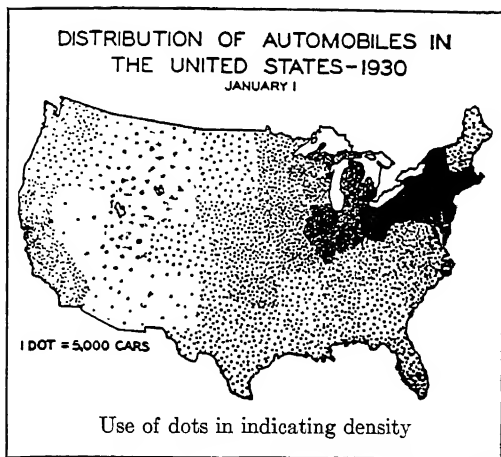 DISTRIBUTION OF AUTOMOBILES IN
THE UNITED STATES-1930
JANUARY 1
1 DOT = 5,000 CARS
Use of dots in indicating density